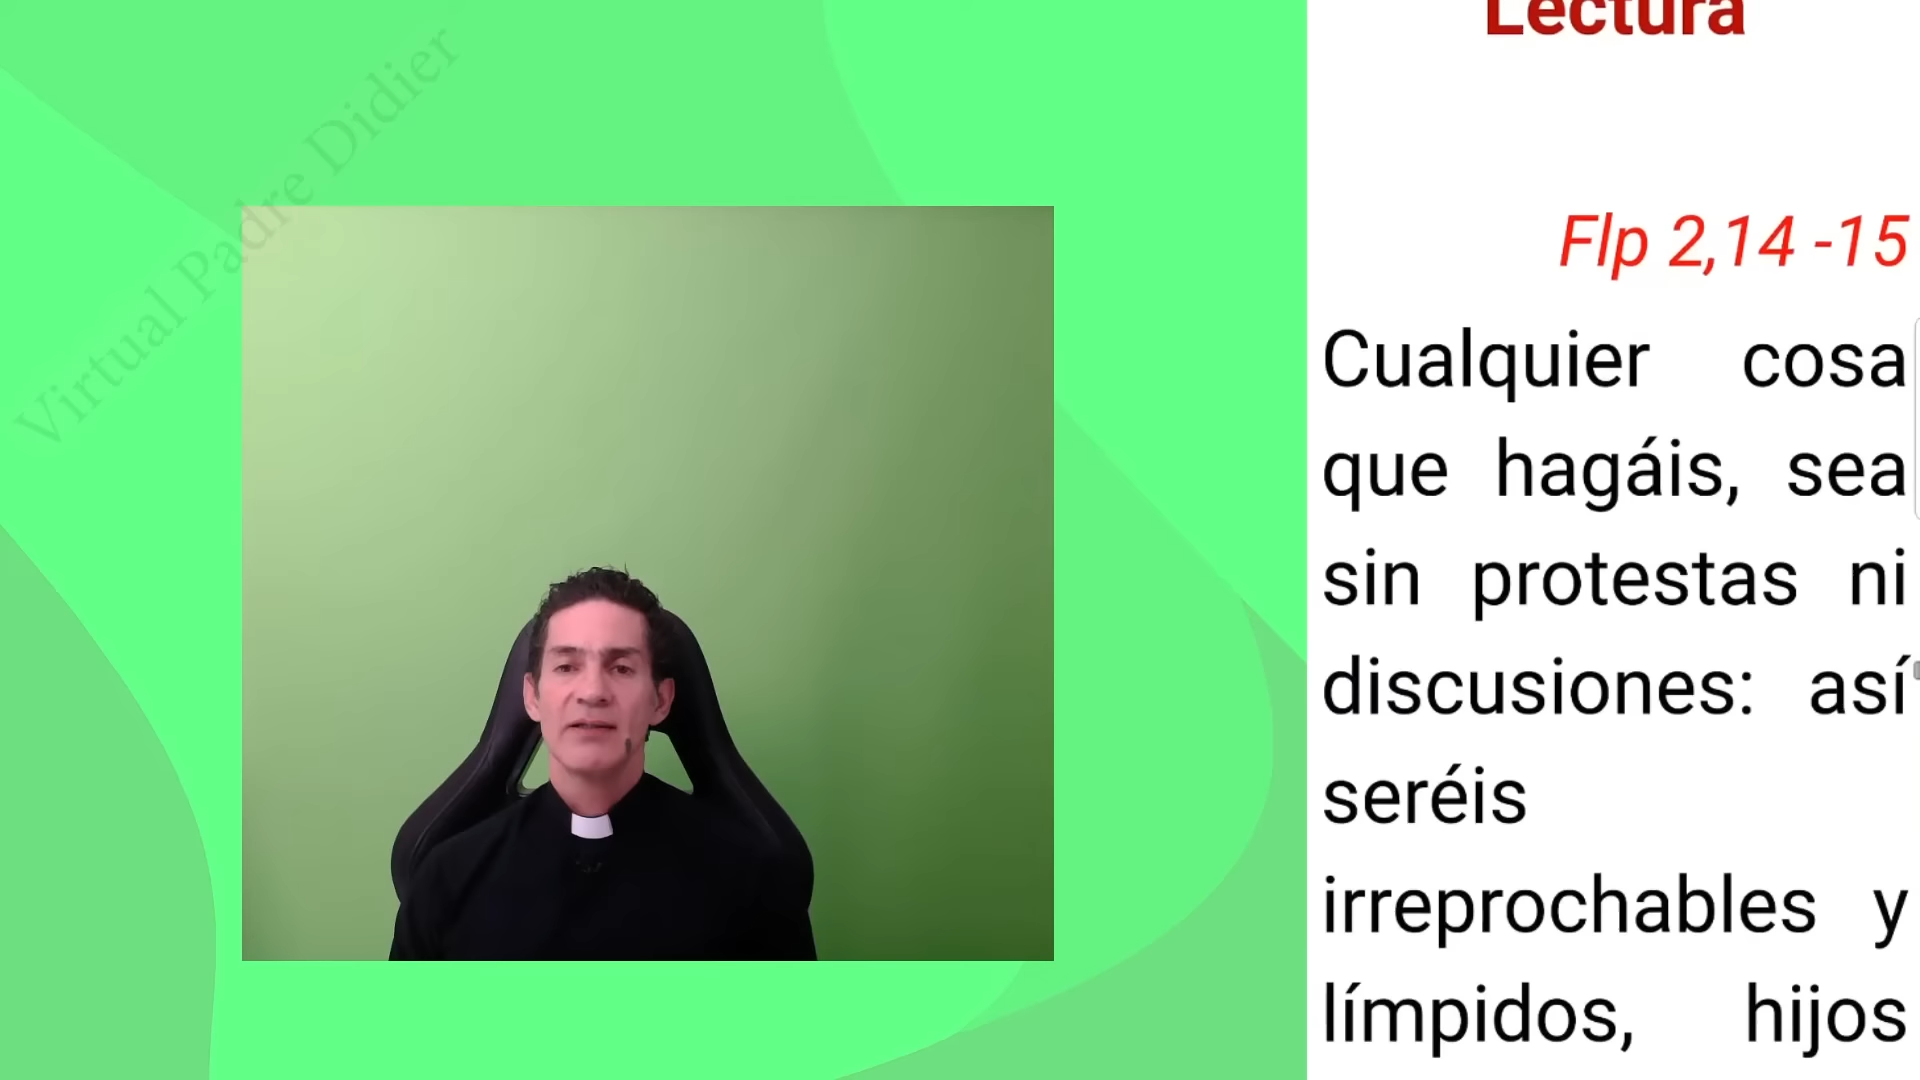 Virtual Padre Didier
Lectura
Flp 2,14 -15
Cualquier cosa
que hagáis, sea
sin protestas ni
discusiones: así
seréis
irreprochables y
límpidos, hijos